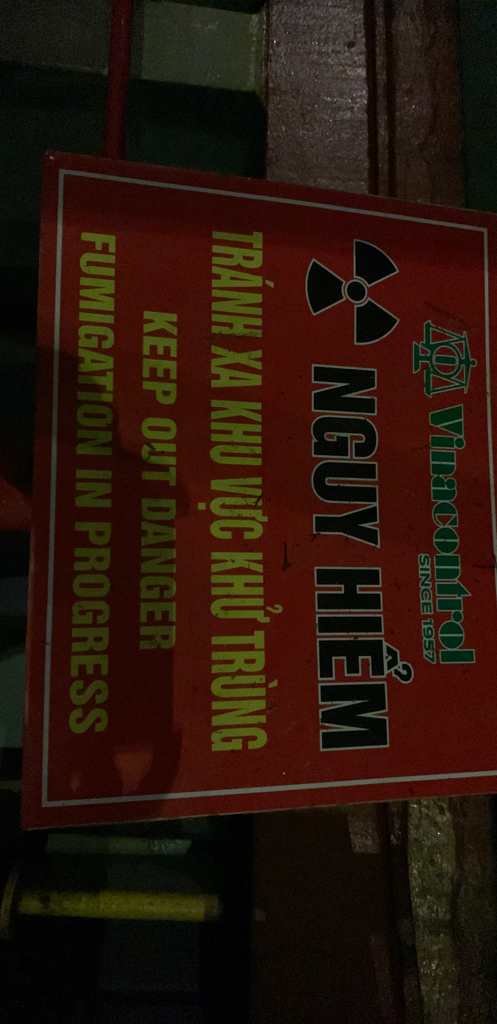 Vinacontrol
SINCE 1957
NGUY HIỂM
TRÁNH XA KHU VỰC KHỬ TRÙNG
KEEP OUT DANGER
FUMIGATION IN PROGRESS